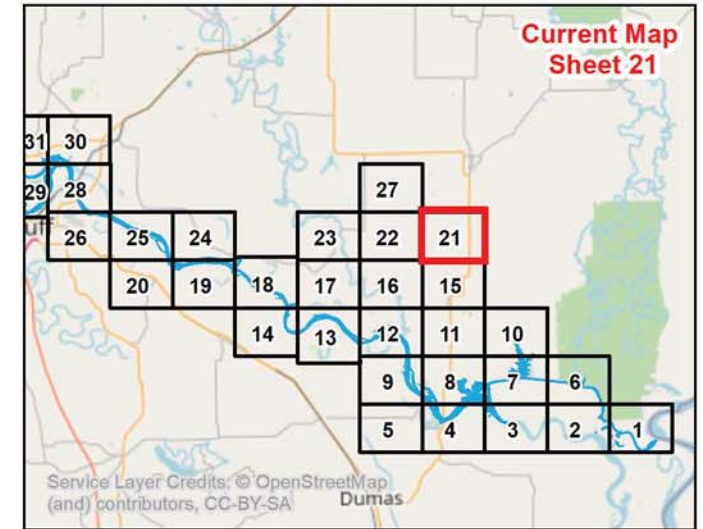 Current Map
Sheet 21
31 30
27
29 28
uff
26 25 24 23 22 21
20 19 18 17 16 15
14 13 12 11 10
9 8 7 6
5 4 3 2 1
Service Layer Credits: © OpenStreetMap
(and) contributors, CC-BY-SA
Dumas